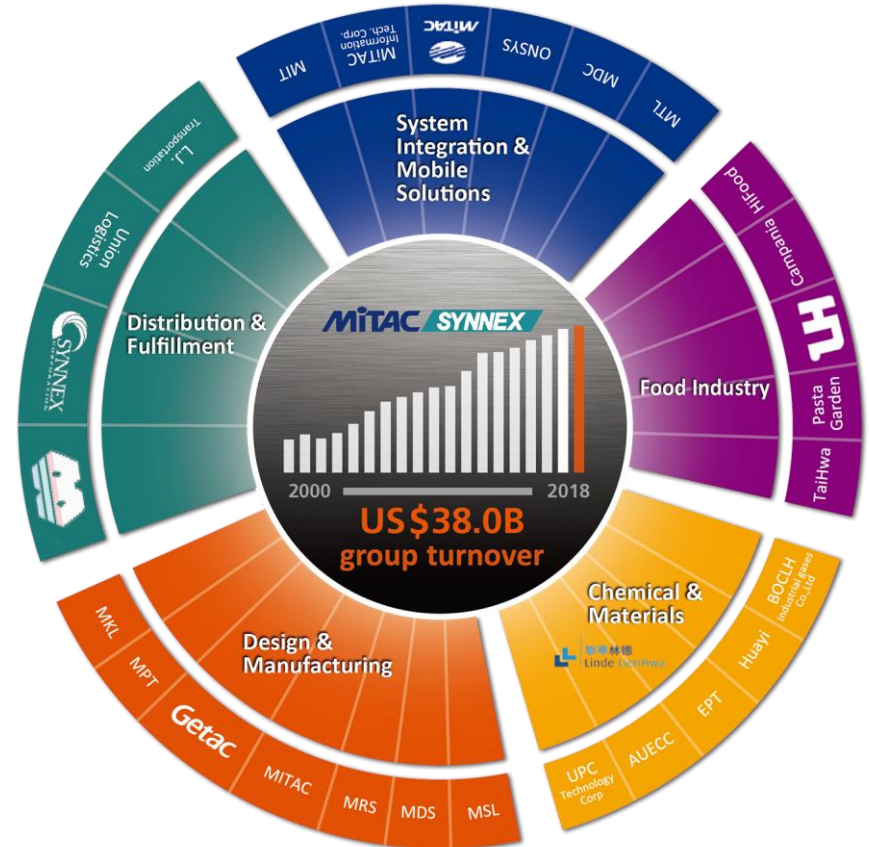 MIT
MiTAC
Information
Tech. Corp.
MiTAC
ONSYS
MDC
MTL
System
Integration &
Mobile
Solutions
HiFood
Campania
Pasta
Garden
TaiHwa
Food Industry
BOCLH
Industrial gases
Co.,Ltd
Huayi
EPT
AUECC
UPC
Technology
Corp
Chemical &
Materials
聯華林德
Linde LienHwa
MSL
MDS
MRS
MITAC
Getac
MPT
MKL
Design &
Manufacturing
SYNNEX
CORPORATION
Union
Logistics
L.J.
Transportation
Distribution &
Fulfillment
MiTAC SYNNEX
2000
2018
US$38.0B
group turnover